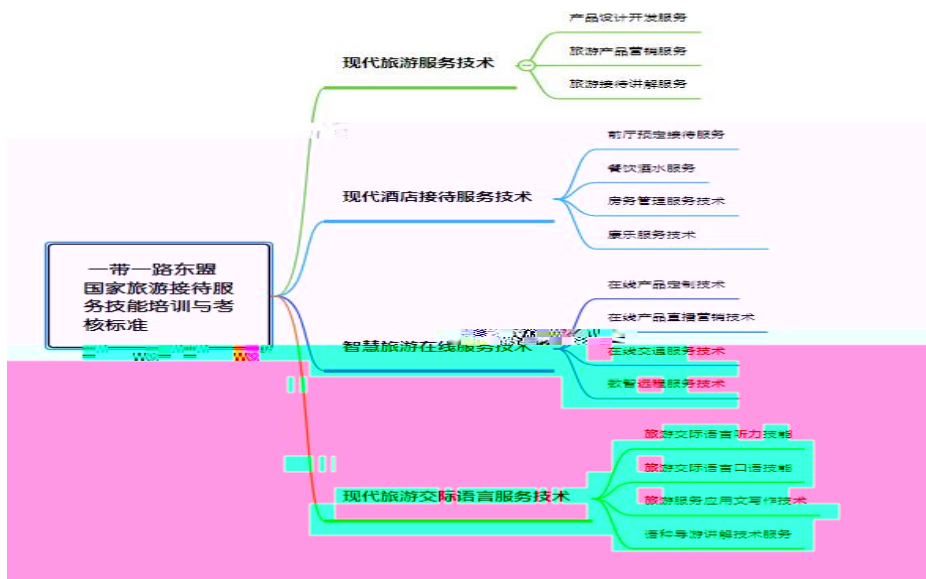 产品设计开发服务
现代旅游服务技术
旅游产品营销服务
旅游接待讲解服务
前厅预定接待服务
餐饮酒水服务
现代酒店接待服务技术
房务管理服务技术
康乐服务技术
一带一路东盟
国家旅游接待服
务技能培训与考
核标准
在线产品定制技术
在线产品直播营销技术
智慧旅游在线服务技术
在线交通服务技术
数智远程服务技术
旅游交际语言听力技能
旅游交际语言口语技能
现代旅游交际语言服务技术
旅游服务应用文写作技术
语种导游讲解技术服务